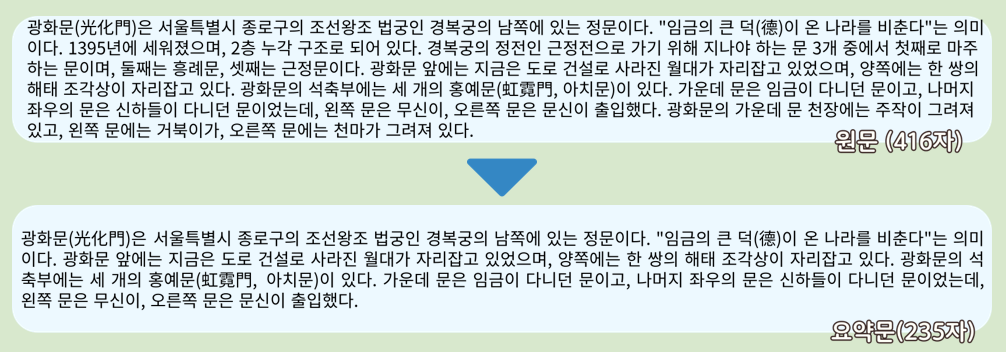 광화문(光化門)은 서울특별시 종로구의 조선왕조 법궁인 경복궁의 남쪽에 있는 정문이다. "임금의 큰 덕(德)이 온 나라를 비춘다"는 의미
이다. 1395년에 세워졌으며, 2층 누각 구조로 되어 있다. 경복궁의 정전인 근정전으로 가기 위해 지나야 하는 문 3개 중에서 첫째로 마주
하는 문이며, 둘째는 흥례문, 셋째는 근정문이다. 광화문 앞에는 지금은 도로 건설로 사라진 월대가 자리잡고 있었으며, 양쪽에는 한 쌍의
해태 조각상이 자리잡고 있다. 광화문의 석축부에는 세 개의 홍예문(虹霓門, 아치문)이 있다. 가운데 문은 임금이 다니던 문이고, 나머지
좌우의 문은 신하들이 다니던 문이었는데, 왼쪽 문은 무신이, 오른쪽 문은 문신이 출입했다. 광화문의 가운데 문 천장에는 주작이 그려져
있고, 왼쪽 문에는 거북이가, 오른쪽 문에는 천마가 그려져 있다.
원문 (416자)
광화문(光化門)은 서울특별시 종로구의 조선왕조 법궁인 경복궁의 남쪽에 있는 정문이다. "임금의 큰 덕(德)이 온 나라를 비춘다"는 의미
이다. 광화문 앞에는 지금은 도로 건설로 사라진 월대가 자리잡고 있었으며, 양쪽에는 한 쌍의 해태 조각상이 자리잡고 있다. 광화문의 석
축부에는 세 개의 홍예문(虹霓門, 아치문)이 있다. 가운데 문은 임금이 다니던 문이고, 나머지 좌우의 문은 신하들이 다니던 문이었는데,
왼쪽 문은 무신이, 오른쪽 문은 문신이 출입했다.
요약문(235자)